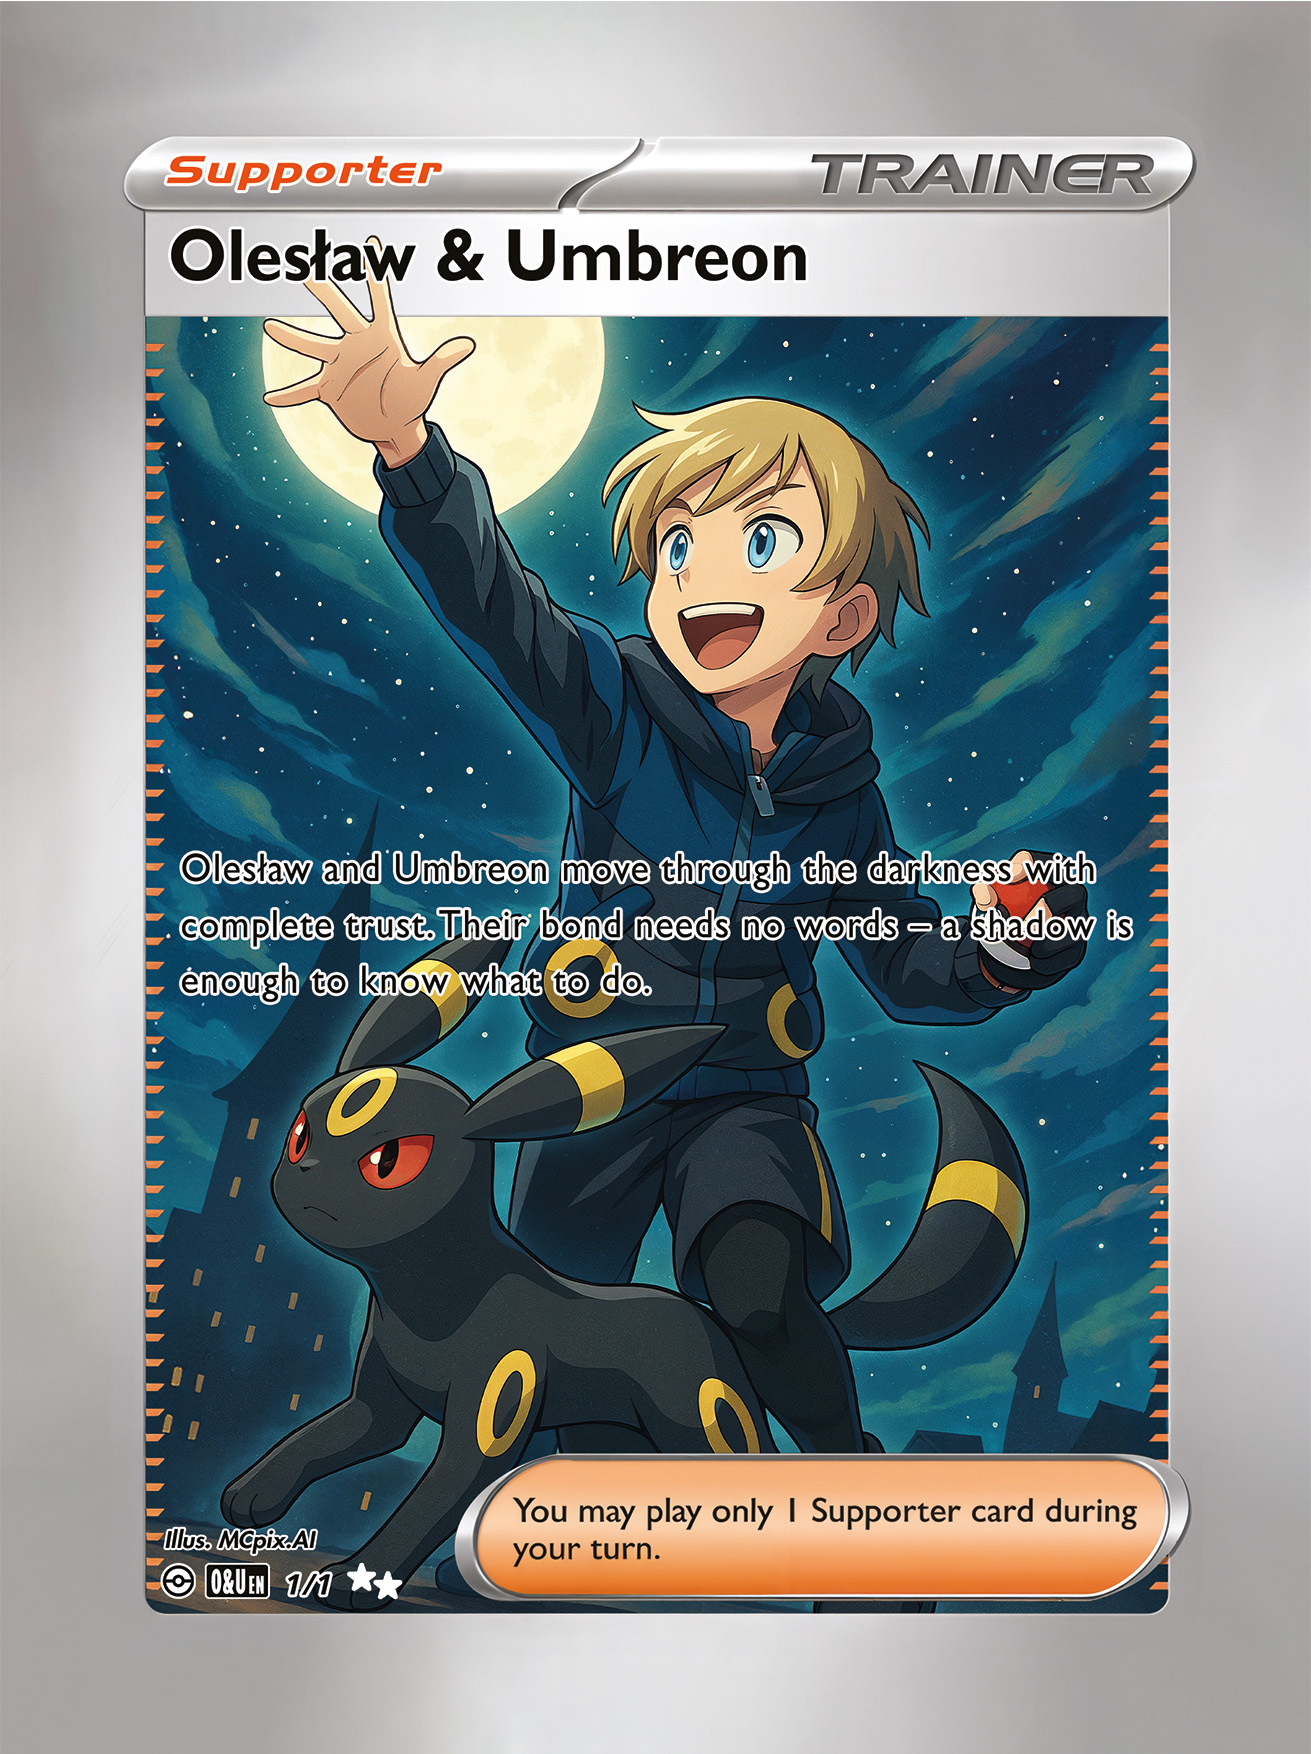 Supporter
TRAINER
Olesław & Umbreon
Olesław and Umbreon move through the darkness with
complete trust. Their bond needs no words – a shadow is
enough to know what to do.
You may play only 1 Supporter card during
your turn.
Illus. MCpix.AI
O&U EN 1/1